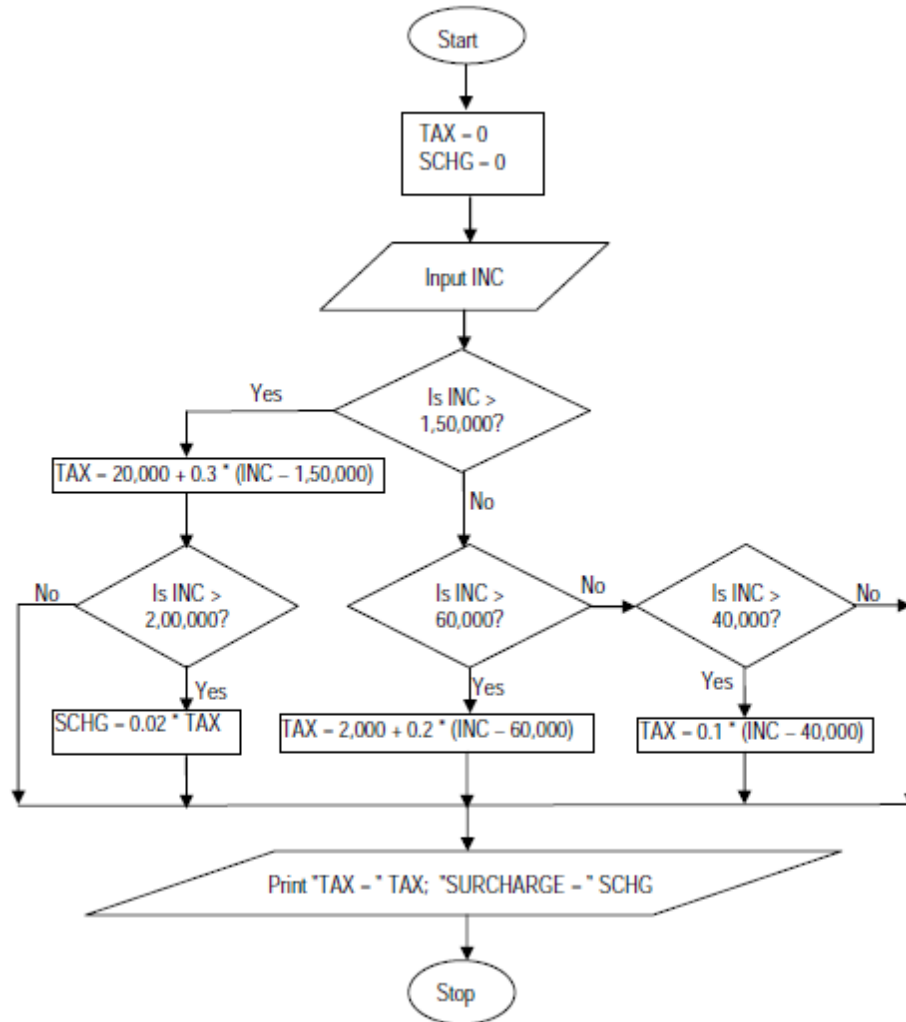 Start
TAX = 0
SCHG = 0
Input INC
Is INC >
1,50,000?
Yes
No
TAX = 20,000 + 0.3 * (INC – 1,50,000)
Is INC >
2,00,000?
No
Yes
SCHG = 0.02 * TAX
Is INC >
60,000?
No
Yes
TAX = 2,000 + 0.2 * (INC – 60,000)
Is INC >
40,000?
No
Yes
TAX = 0.1 * (INC – 40,000)
Print "TAX = " TAX; "SURCHARGE = " SCHG
Stop